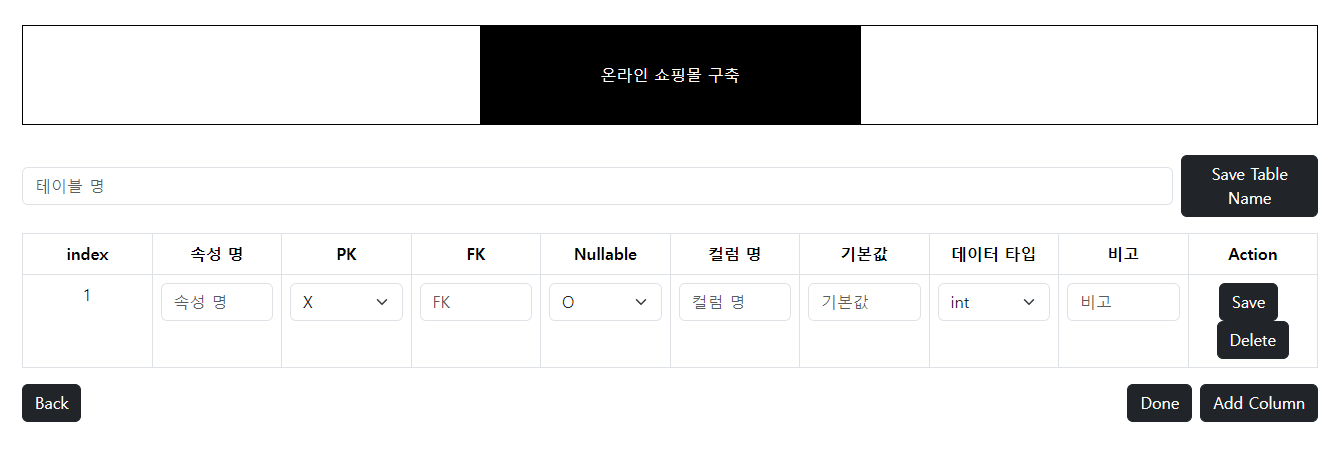 온라인 쇼핑몰 구축
테이블 명
Save Table
Name
index 속성 명 PK FK Nullable 컬럼 명 기본값 데이터 타입 비고 Action
1 속성 명 X FK O 컬럼 명 기본값 int 비고 Save
Delete
Back Done Add Column